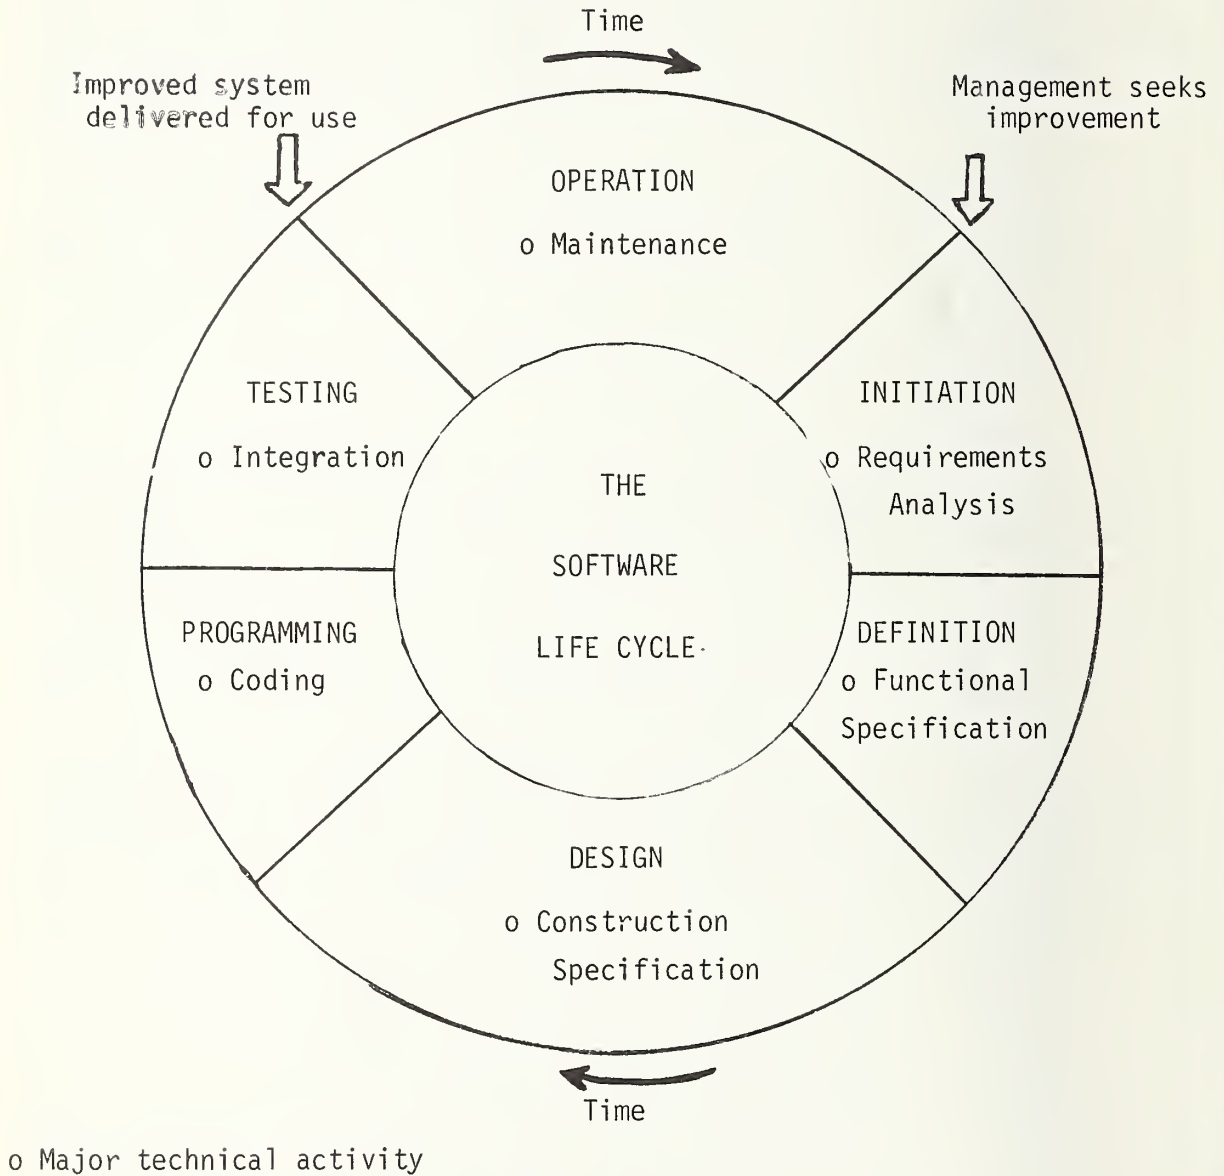 Time
Improved system
delivered for use
Management seeks
improvement
OPERATION
o Maintenance
TESTING
o Integration
INITIATION
o Requirements
Analysis
THE
SOFTWARE
LIFE CYCLE
PROGRAMMING
o Coding
DEFINITION
o Functional
Specification
DESIGN
o Construction
Specification
Time
o Major technical activity